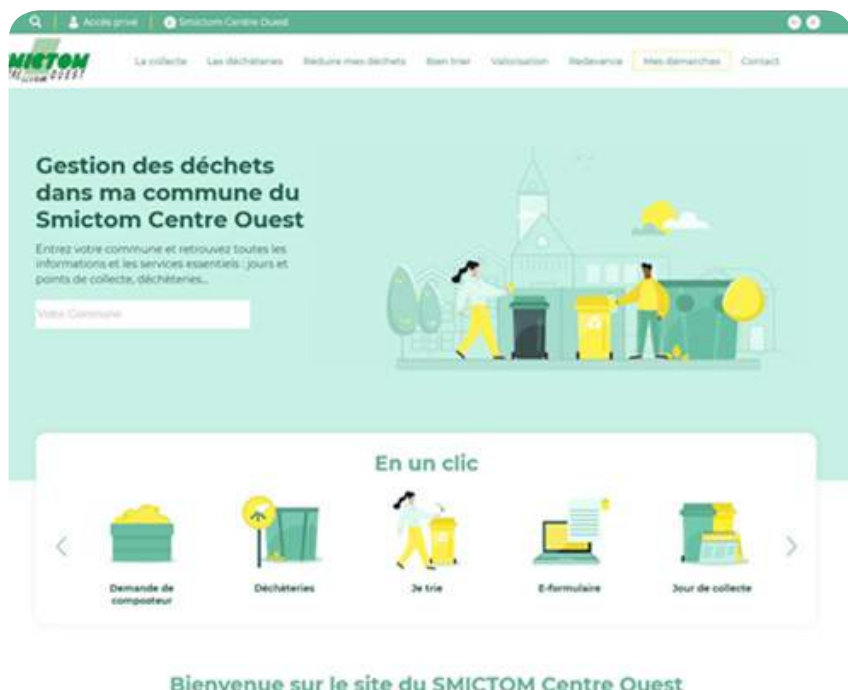 Accès privé
Smictom Centre Ouest
SMICTOM
CENTRE OUEST
La collecte
Les déchèteries
Réduire mes déchets
Bien trier
Valorisation
Redevance
Mes démarches
Contact
Gestion des déchets
dans ma commune du
Smictom Centre Ouest
Entrez votre commune et retrouvez toutes les
informations et les services essentiels : jours et
points de collecte, déchèteries...
Votre Commune
En un clic
Demande de
composteur
Déchèteries
Je trie
E-formulaire
Jour de collecte
Bienvenue sur le site du SMICTOM Centre Ouest